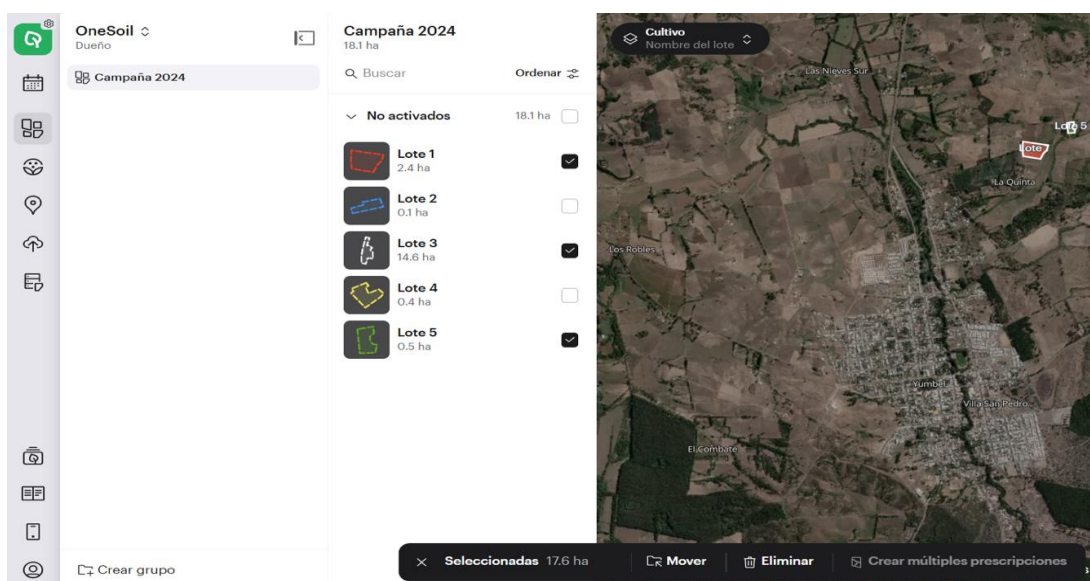 OneSoil
Dueño
Campaña 2024
Crear grupo
Campaña 2024
18.1 ha
Buscar
Ordenar
No activados
18.1 ha
Lote 1
2.4 ha
Lote 2
0.1 ha
Lote 3
14.6 ha
Lote 4
0.4 ha
Lote 5
0.5 ha
Cultivo
Nombre del lote
Las Nieves Sur
Lote 5
Lote
La Quinta
Los Robles
Yumbel
Villa San Pedro
El Combate
Seleccionadas 17.6 ha
Mover
Eliminar
Crear múltiples prescripciones